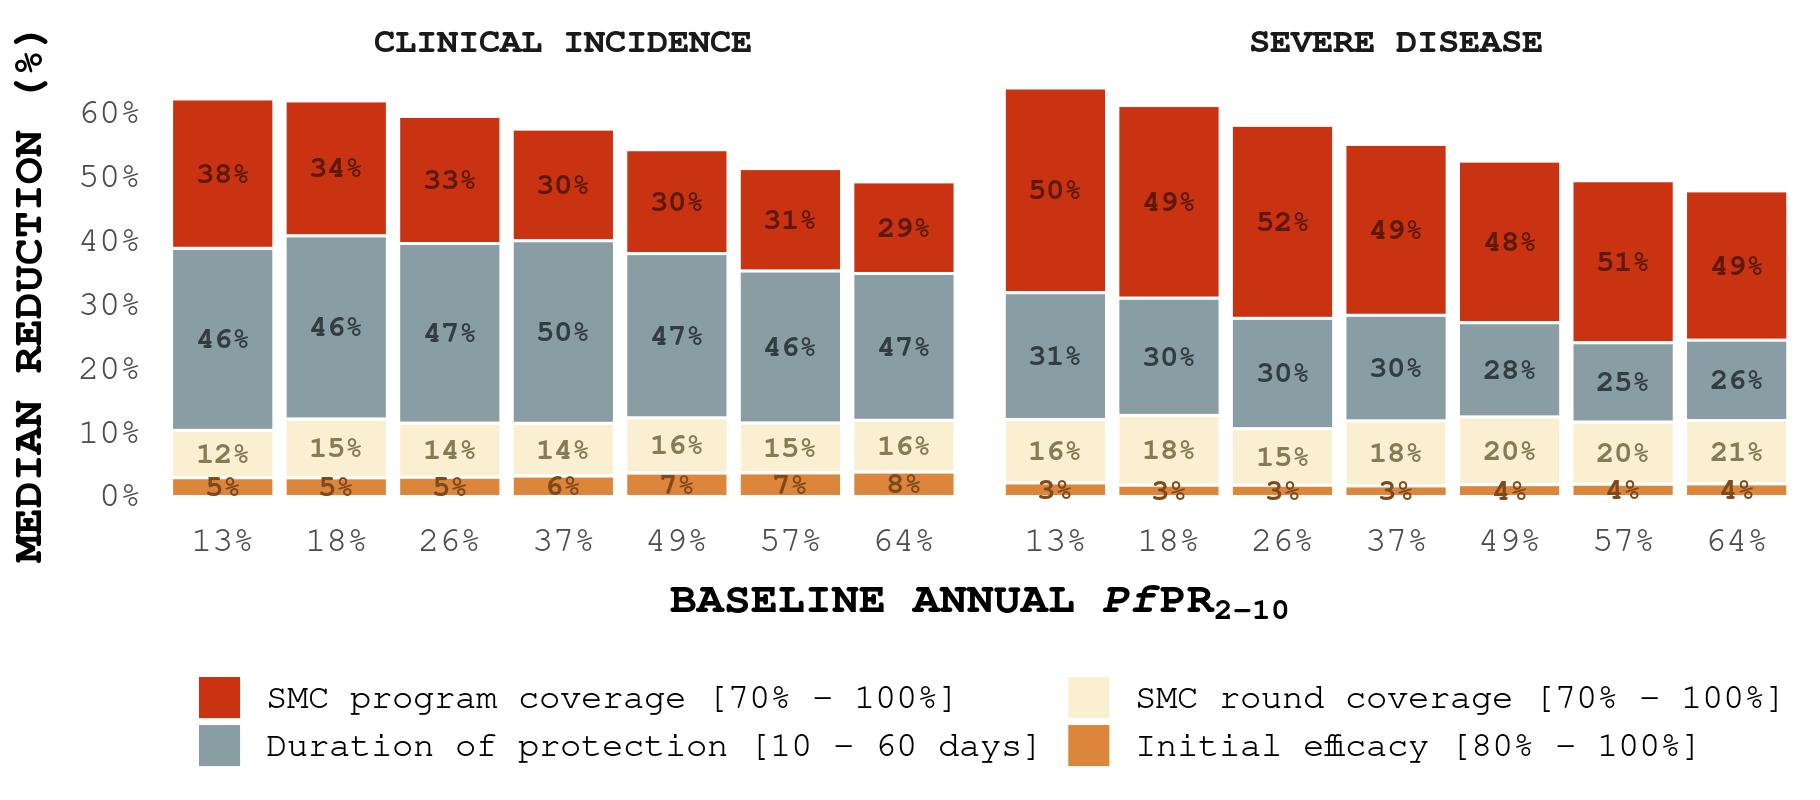 CLINICAL INCIDENCE
SEVERE DISEASE
MEDIAN REDUCTION (%)
60%
50%
40%
30%
20%
10%
0%
38% 34% 33% 30% 30% 31% 29%
46% 46% 47% 50% 47% 46% 47%
12% 15% 14% 14% 16% 15% 16%
5% 5% 5% 6% 7% 7% 8%
50% 49% 52% 49% 48% 51% 49%
31% 30% 30% 30% 28% 25% 26%
16% 18% 15% 18% 20% 20% 21%
3% 3% 3% 3% 4% 4% 4%
13% 18% 26% 37% 49% 57% 64%
13% 18% 26% 37% 49% 57% 64%
BASELINE ANNUAL PfPR2−10
SMC program coverage [70% − 100%]
SMC round coverage [70% − 100%]
Duration of protection [10 − 60 days]
Initial efficacy [80% − 100%]